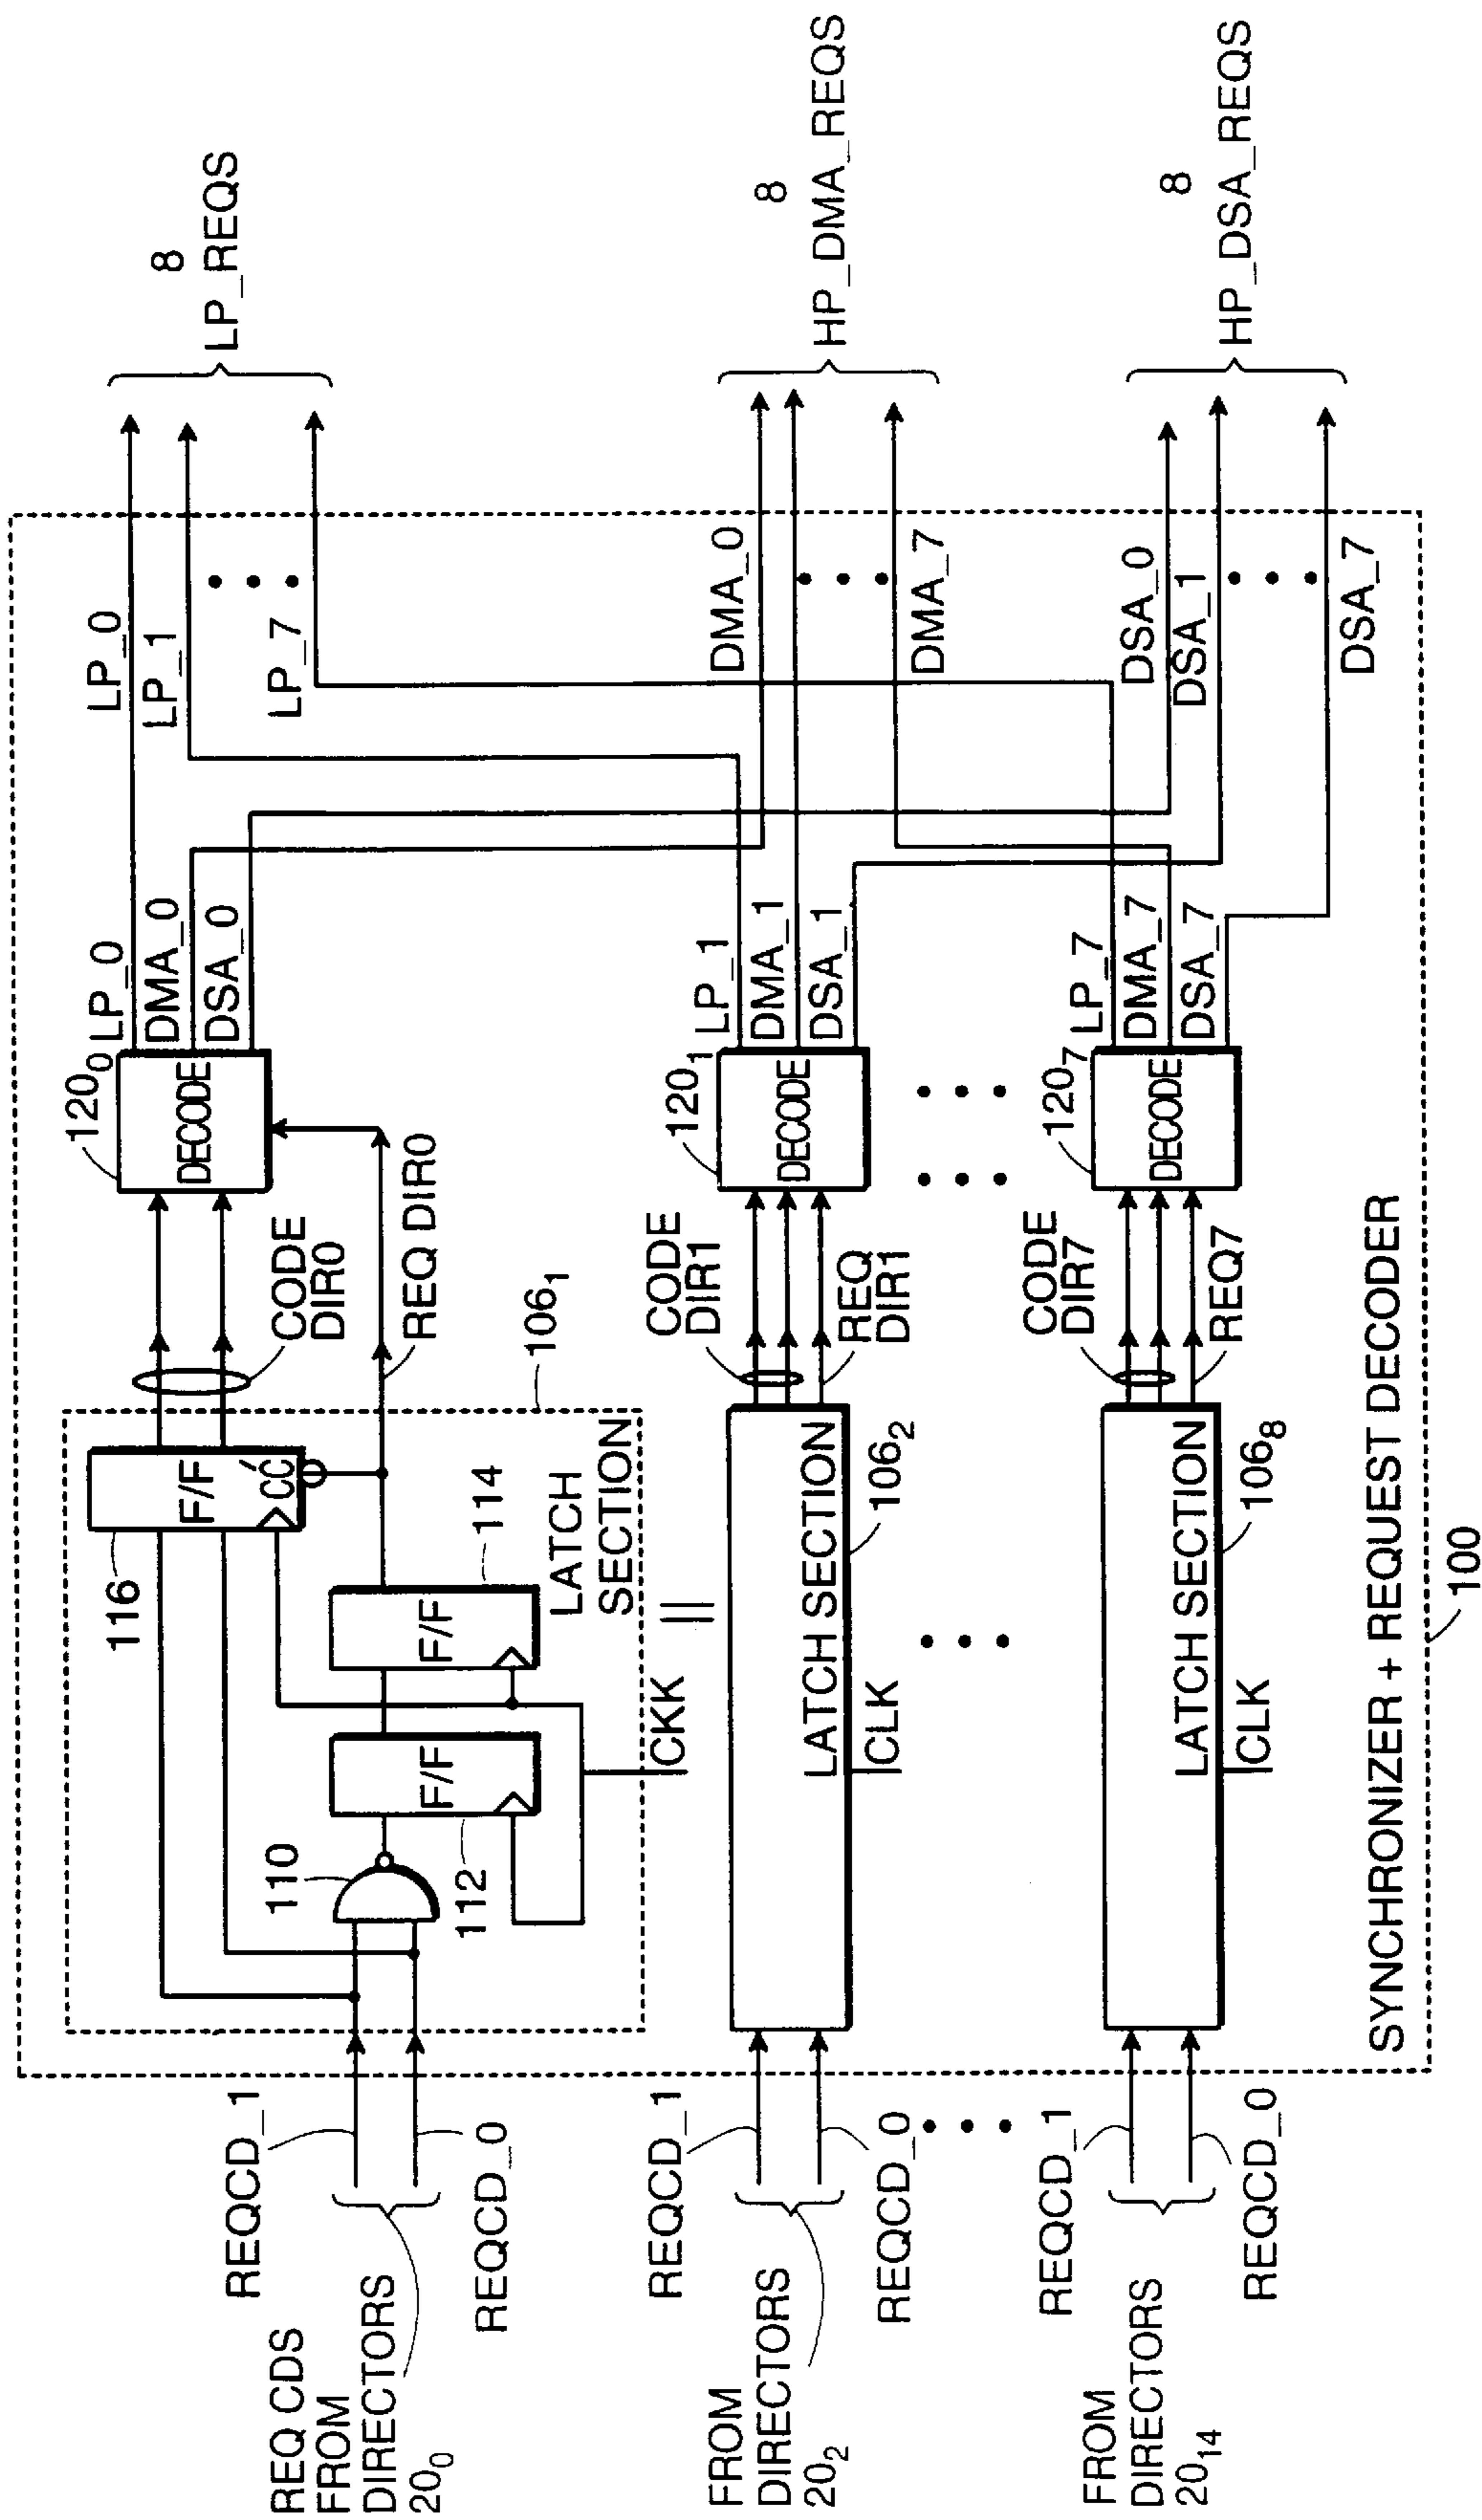 REQ CDS
FROM
DIRECTORS
20₀
REQCD_1
REQCD_0
110
112
F/F
114
F/F
116
F/F
CC
LATCH
SECTION
106₁
CKK
CODE
DIR0
REQ DIR0
120₀
DECODE
LP_0
DMA_0
DSA_0
LP_0
LP_1
LP_7
8
LP_REQS
FROM
DIRECTORS
20₂
REQCD_1
REQCD_0
LATCH SECTION
106₂
CLK
CODE
DIR1
REQ
DIR1
120₁
DECODE
LP_1
DMA_1
DSA_1
DMA_0
DMA_7
8
HP_DMA_REQS
FROM
DIRECTORS
20₁₄
REQCD_1
REQCD_0
LATCH SECTION
106₈
CLK
CODE
DIR7
REQ7
120₇
DECODE
LP_7
DMA_7
DSA_7
DSA_0
DSA_1
DSA_7
8
HP_DSA_REQS
SYNCHRONIZER + REQUEST DECODER
100